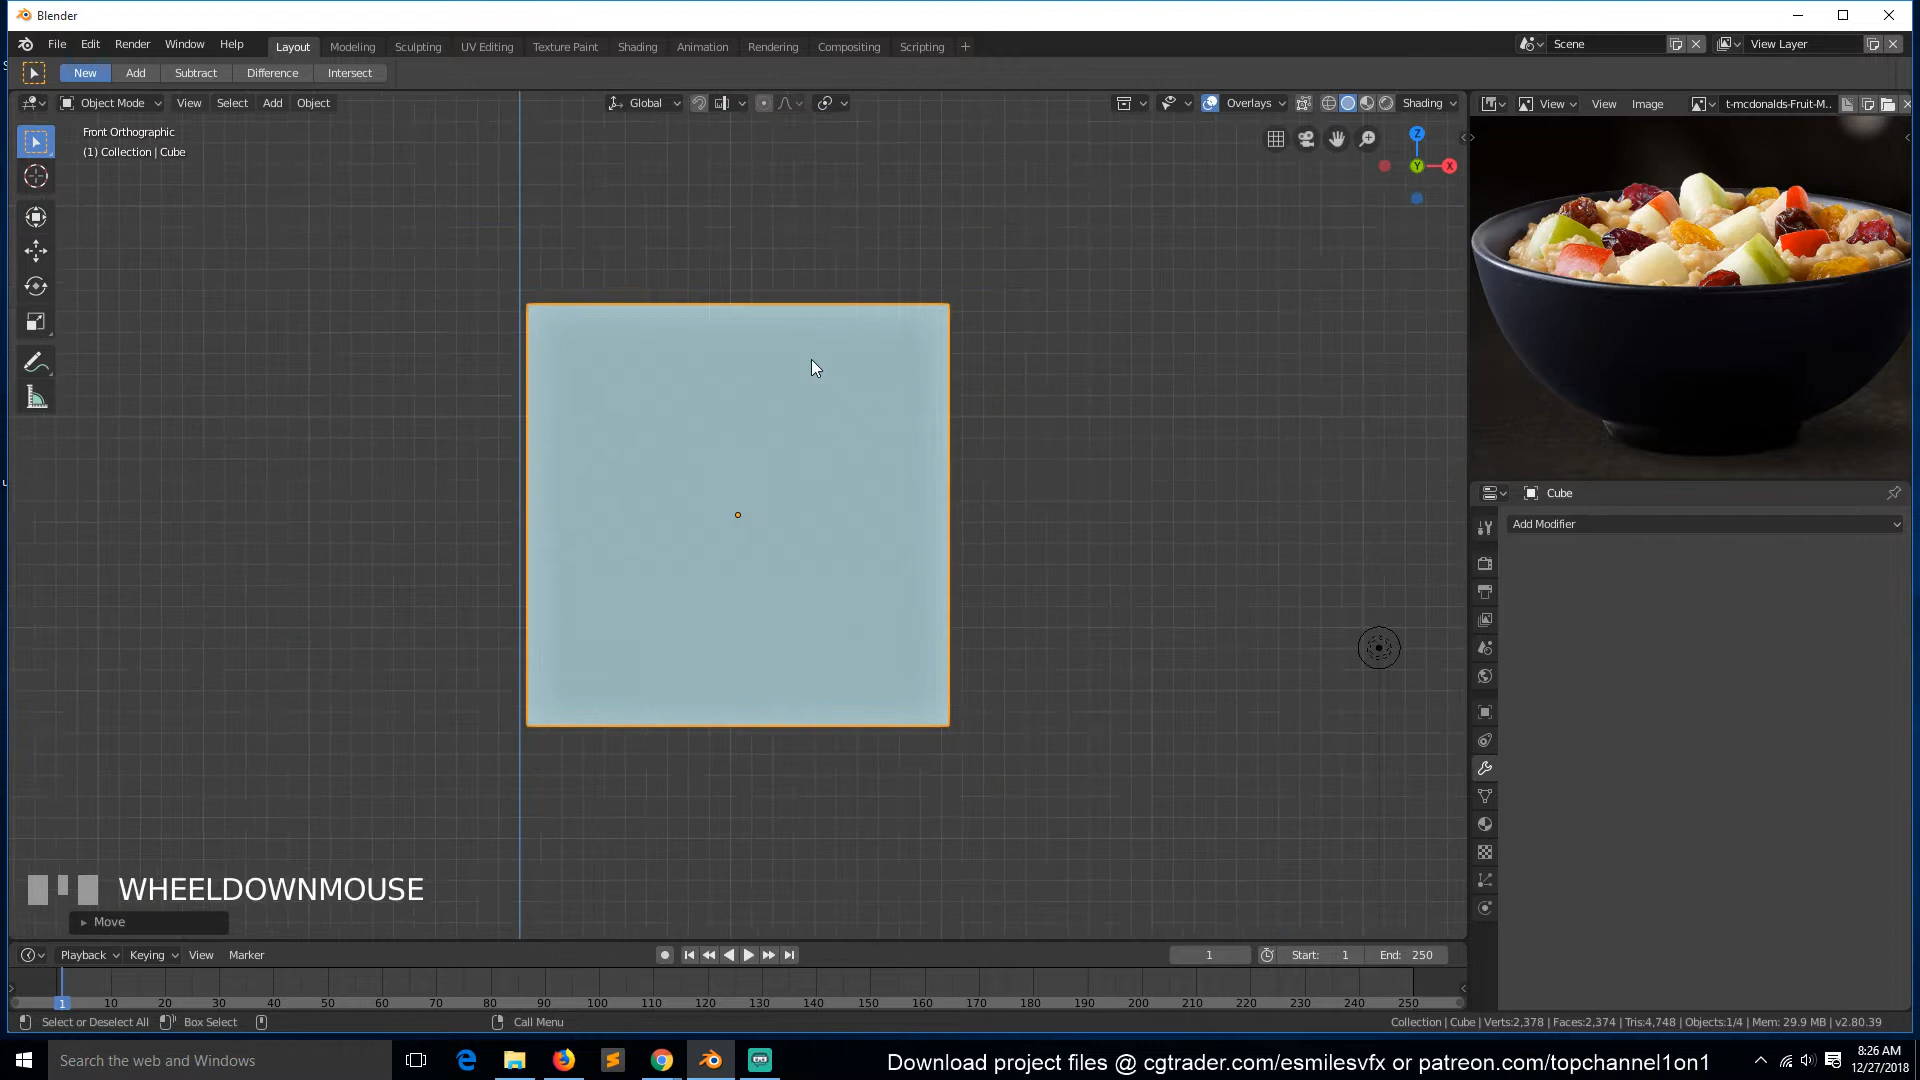 Blender
File Edit Render Window Help Layout Modeling Sculpting UV Editing Texture Paint Shading Animation Rendering Compositing Scripting + Scene View Layer
New Add Subtract Difference Intersect
Object Mode View Select Add Object Global Overlays Shading View View Image t-mcdonalds-Fruit-M..
Front Orthographic
(1) Collection | Cube
Z
Y
X
Cube
Add Modifier
WHEELDOWNMOUSE
Move
Playback Keying View Marker 1 Start: 1 End: 250
1 10 20 30 40 50 60 70 80 90 100 110 120 130 140 150 160 170 180 190 200 210 220 230 240 250
Select or Deselect All Box Select Call Menu Collection | Cube | Verts:2,378 | Faces:2,374 | Tris:4,748 | Objects:1/4 | Mem: 29.9 MB | v2.80.39
Search the web and Windows
Download project files @ cgtrader.com/esmilesvfx or patreon.com/topchannel1on1
8:26 AM
12/27/2018